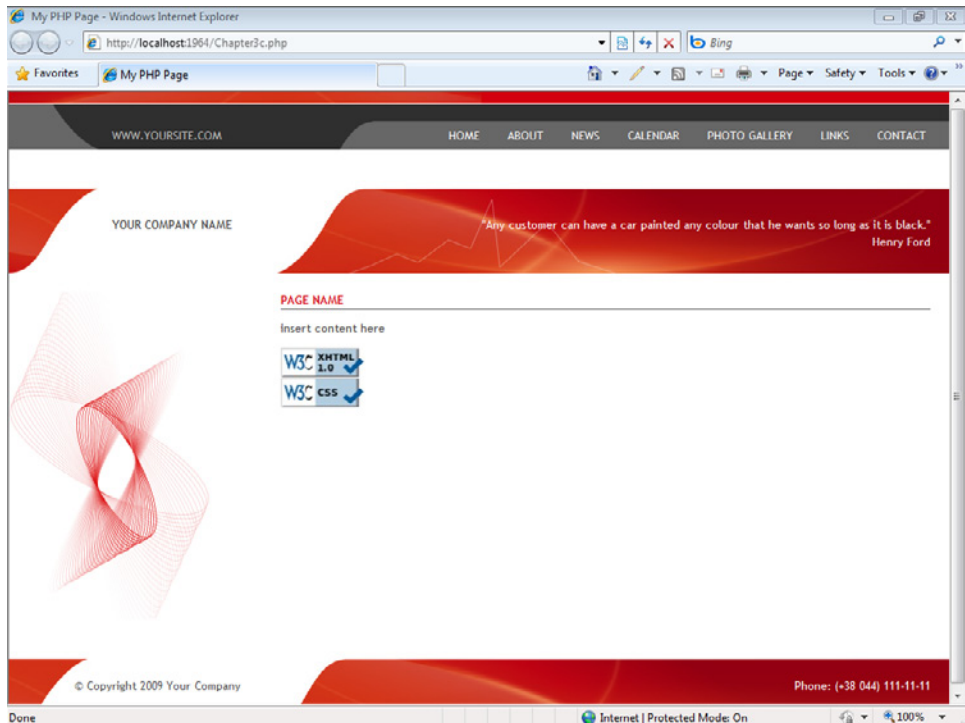 My PHP Page - Windows Internet Explorer
http://localhost:1964/Chapter3c.php
Bing
Favorites
My PHP Page
Page
Safety
Tools
WWW.YOURSITE.COM
HOME ABOUT NEWS CALENDAR PHOTO GALLERY LINKS CONTACT
YOUR COMPANY NAME
"Any customer can have a car painted any colour that he wants so long as it is black."
Henry Ford
PAGE NAME
Insert content here
W3C XHTML 1.0
W3C CSS
© Copyright 2009 Your Company
Phone: (+38 044) 111-11-11
Done
Internet | Protected Mode: On
100%